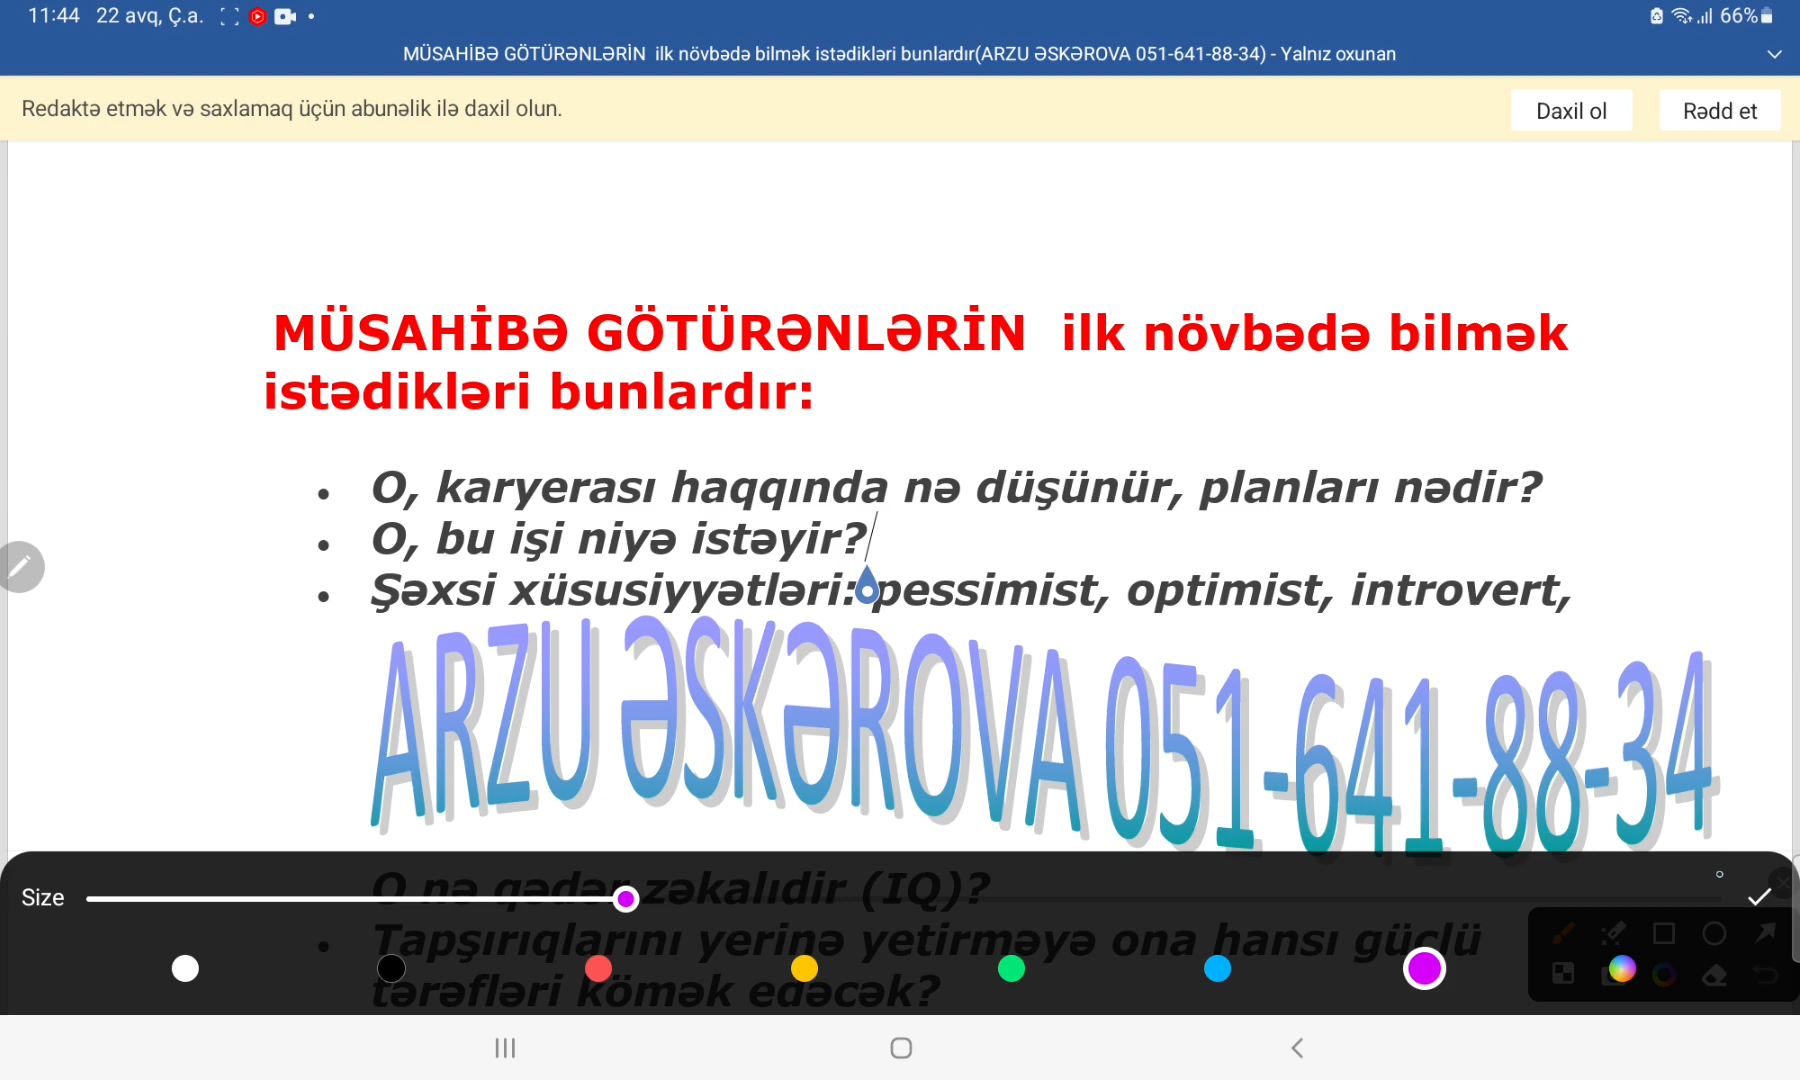 11:44 22 avq, Ç.a. 66%
MÜSAHİBƏ GÖTÜRƏNLƏRİN ilk növbədə bilmək istədikləri bunlardır(ARZU ƏSKƏROVA 051-641-88-34) - Yalnız oxunan
Redaktə etmək və saxlamaq üçün abunəlik ilə daxil olun.
Daxil ol
Rədd et
MÜSAHİBƏ GÖTÜRƏNLƏRİN ilk növbədə bilmək
istədikləri bunlardır:
• O, karyerası haqqında nə düşünür, planları nədir?
• O, bu işi niyə istəyir?
• Şəxsi xüsusiyyətləri: pessimist, optimist, introvert,
ARZU ƏSKƏROVA 051-641-88-34
O nə qədər zəkalıdir (IQ)?
Size
• Tapşırıqlarını yerinə yetirməyə ona hansı güclü
tərəfləri kömək edəcək?